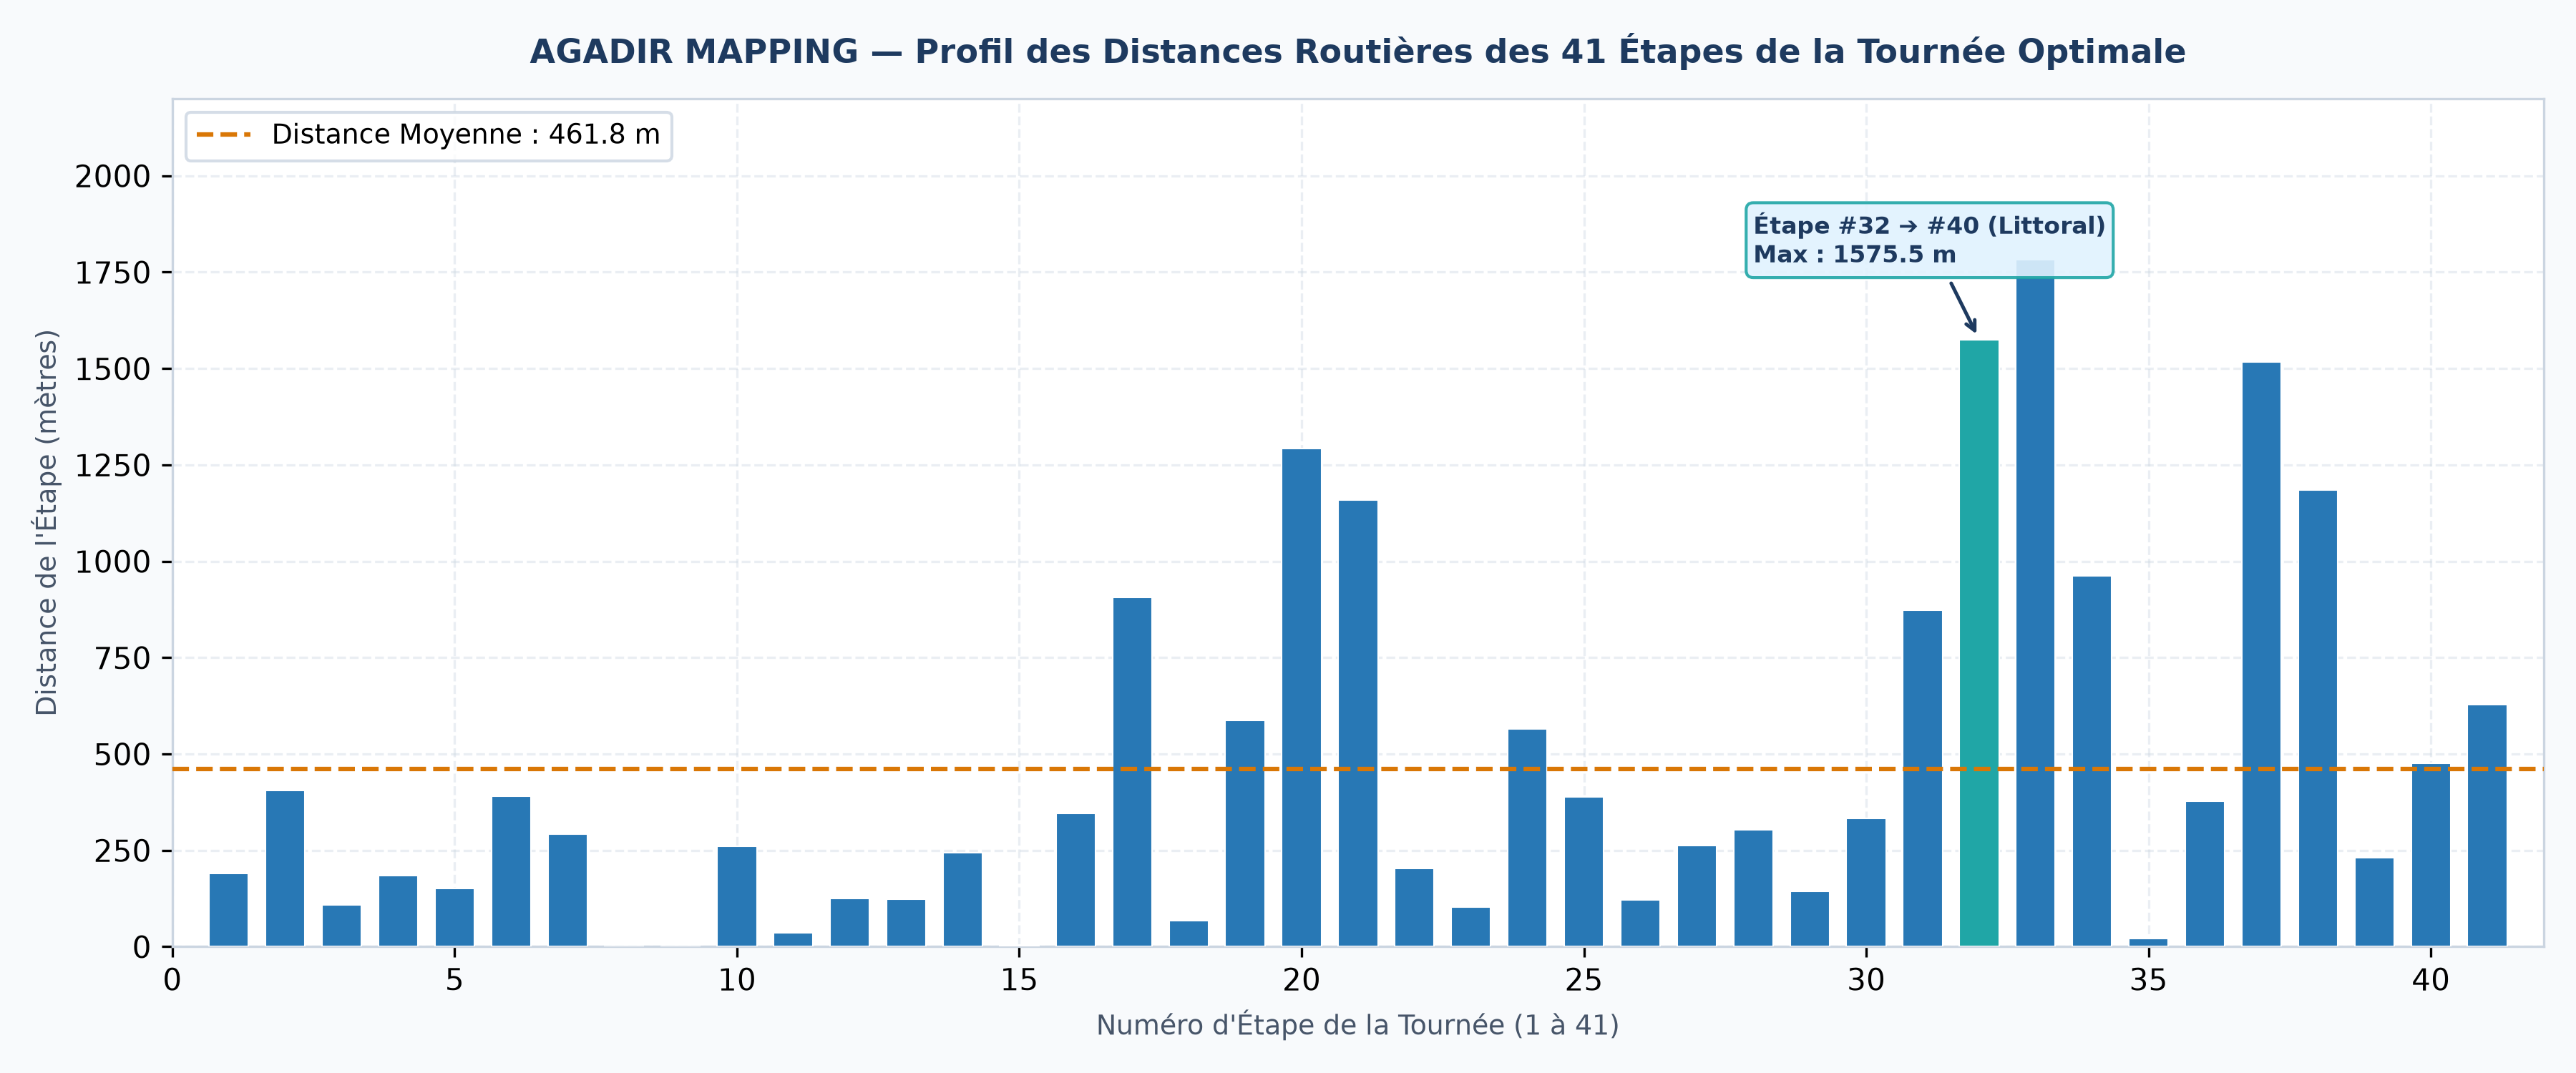 AGADIR MAPPING — Profil des Distances Routières des 41 Étapes de la Tournée Optimale
Distance Moyenne : 461.8 m
Étape #32 → #40 (Littoral)
Max : 1575.5 m
Distance de l'Étape (mètres)
2000
1750
1500
1250
1000
750
500
250
0
0 5 10 15 20 25 30 35 40
Numéro d'Étape de la Tournée (1 à 41)